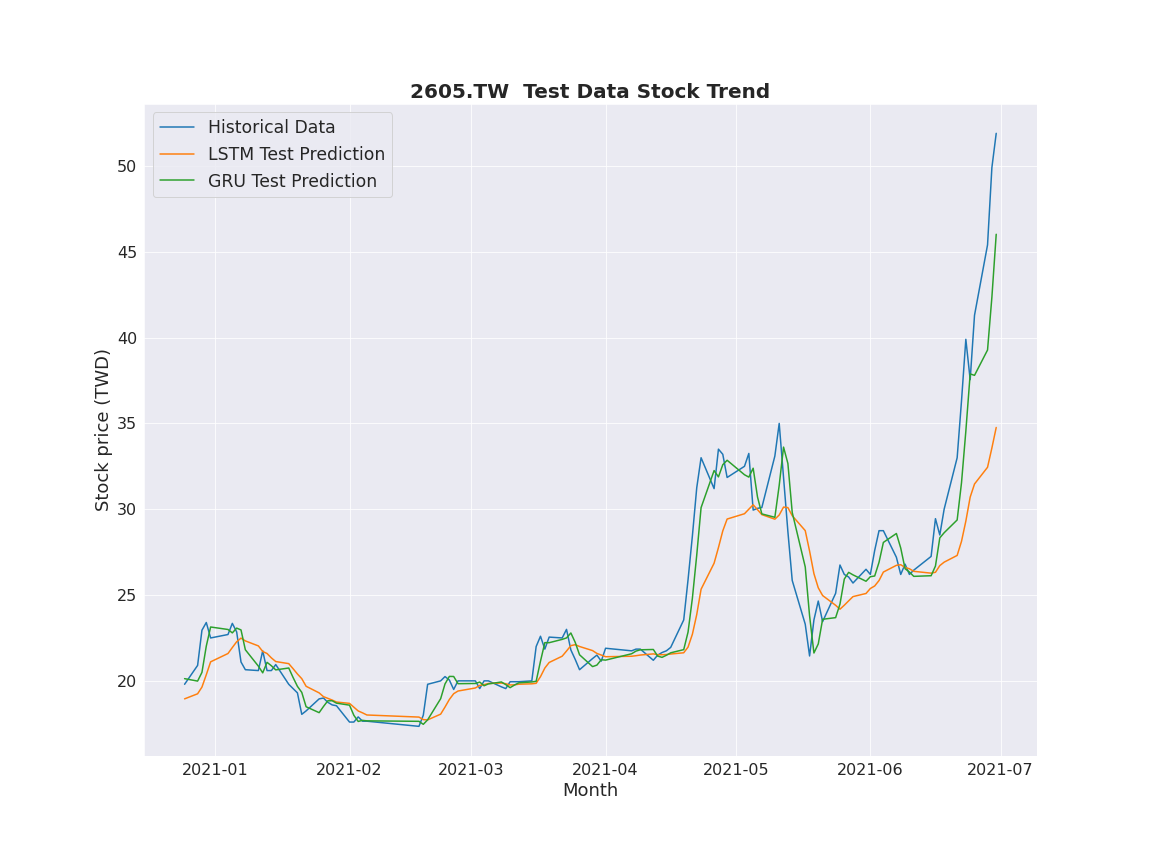 2605.TW  Test Data Stock Trend
Historical Data
LSTM Test Prediction
GRU Test Prediction
50
45
40
35
30
25
20
Stock price (TWD)
2021-01 2021-02 2021-03 2021-04 2021-05 2021-06 2021-07
Month